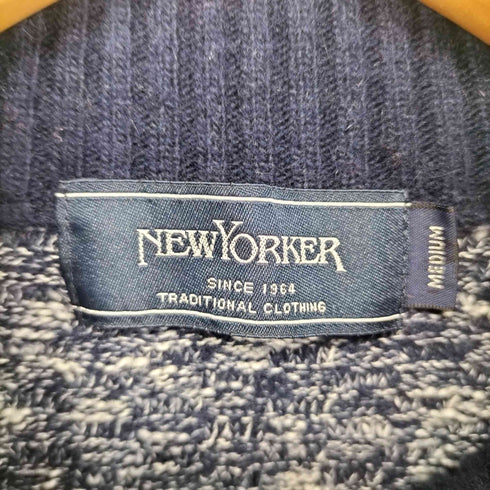 NEWYORKER
SINCE 1964
TRADITIONAL CLOTHING
MEDIUM